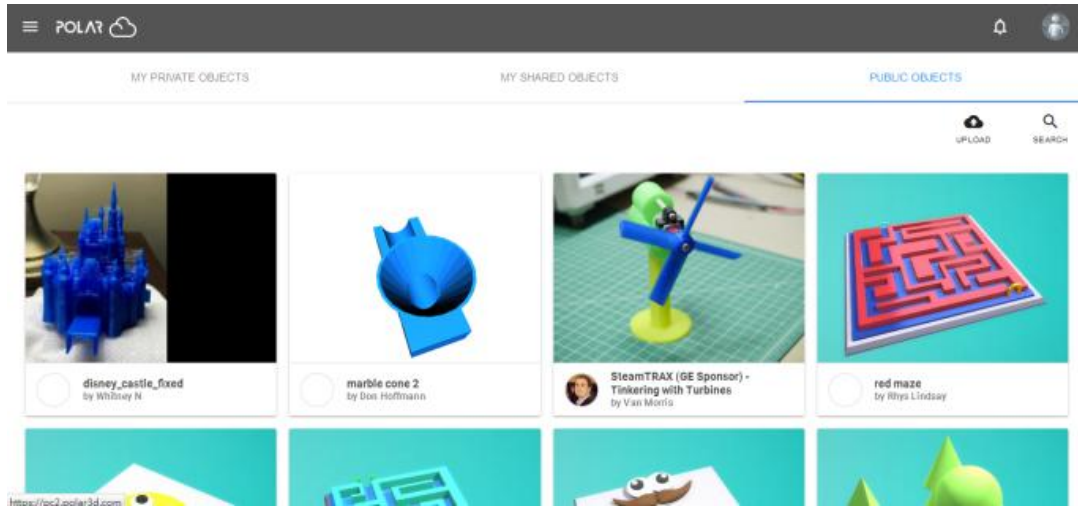 POLAR
MY PRIVATE OBJECTS
MY SHARED OBJECTS
PUBLIC OBJECTS
UPLOAD
SEARCH
disney_castle_fixed
by Whitney N
marble cone 2
by Don Hoffmann
SteamTRAX (GE Sponsor) -
Tinkering with Turbines
by Van Morris
red maze
by Rhys Lindsay
https://pc2.polar3d.com